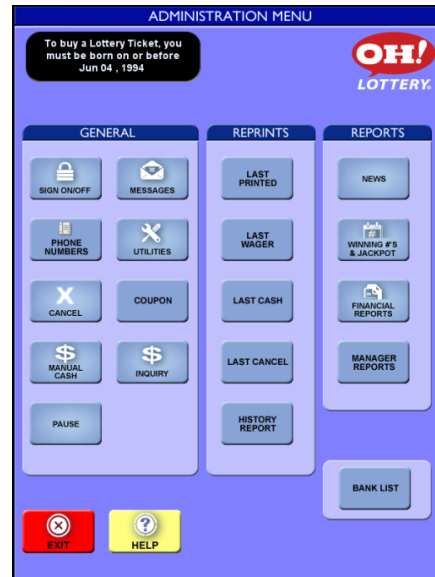 ADMINISTRATION MENU
To buy a Lottery Ticket, you
must be born on or before
Jun 04 , 1994
OH!
LOTTERY.
GENERAL
SIGN ON/OFF
MESSAGES
PHONE
NUMBERS
UTILITIES
X
CANCEL
COUPON
$
MANUAL
CASH
$
INQUIRY
PAUSE
REPRINTS
LAST
PRINTED
LAST
WAGER
LAST CASH
LAST CANCEL
HISTORY
REPORT
REPORTS
NEWS
WINNING #'S
& JACKPOT
FINANCIAL
REPORTS
MANAGER
REPORTS
BANK LIST
EXIT
?
HELP